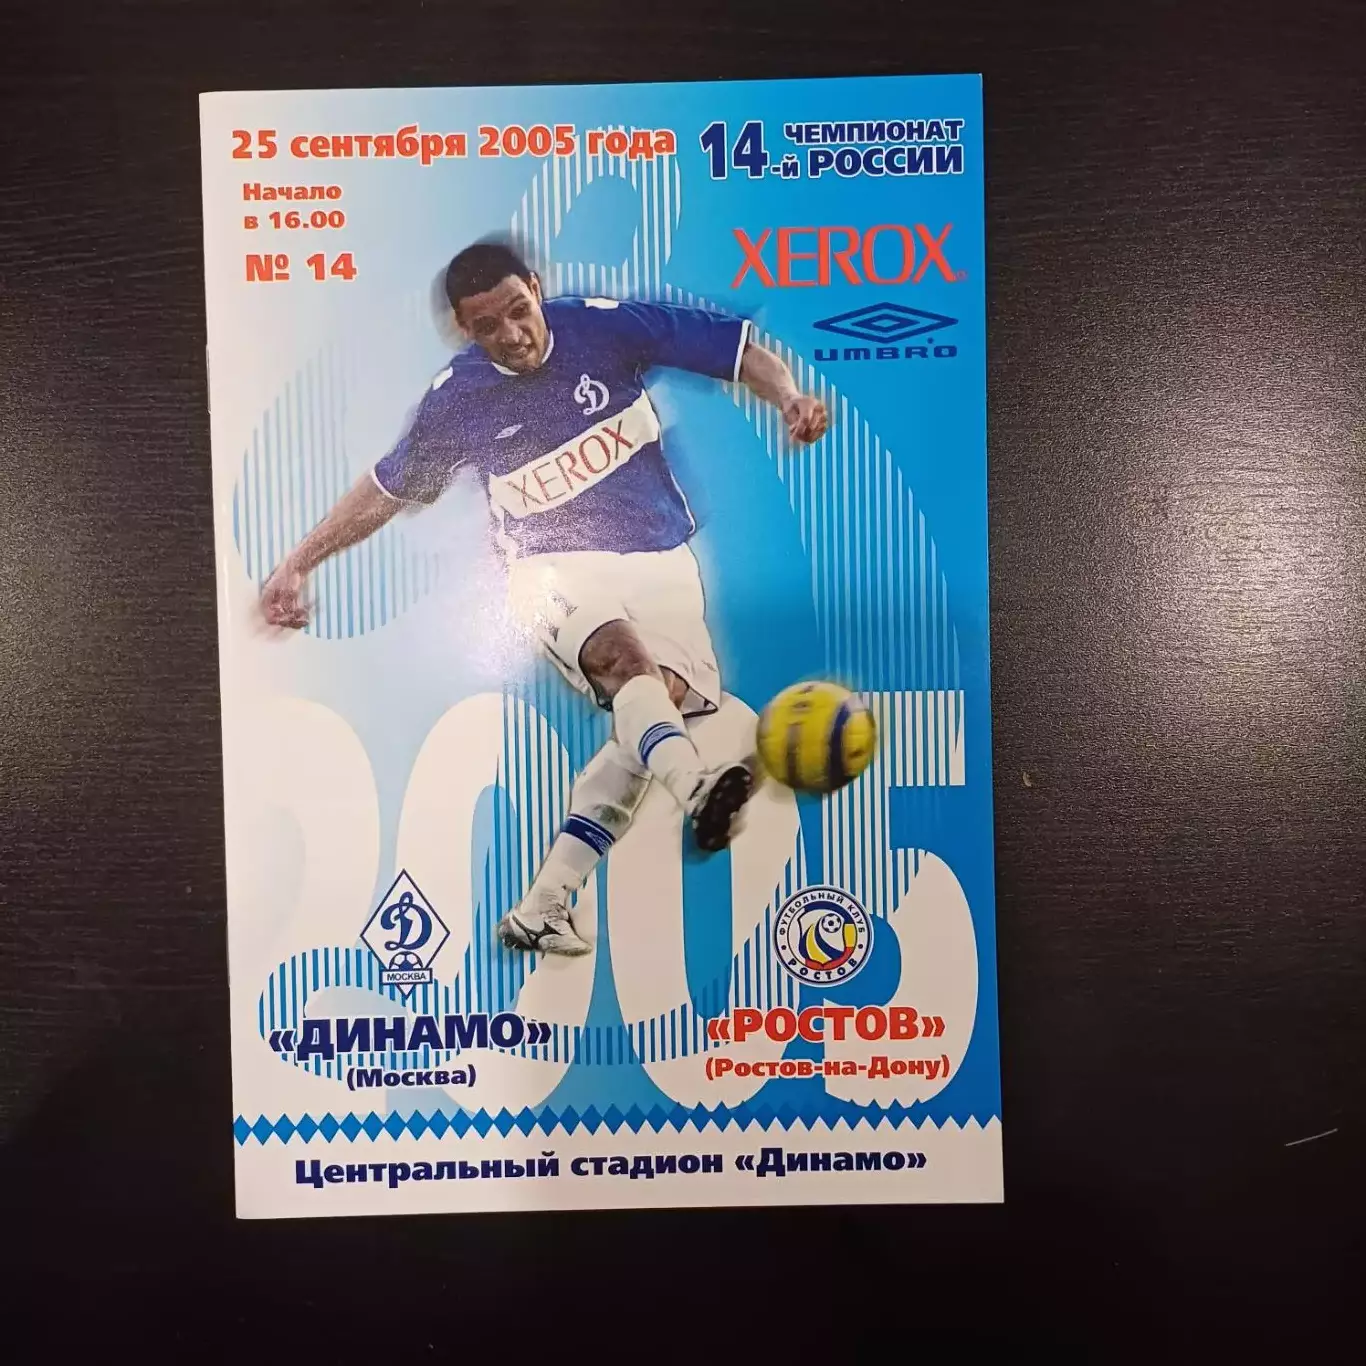 25 сентября 2005 года
14-й ЧЕМПИОНАТ РОССИИ
Начало
в 16.00
№ 14
XEROX
UMBRO
Д
XEROX
2005
Д
МОСКВА
ФУТБОЛЬНЫЙ КЛУБ
РОСТОВ
«ДИНАМО»
(Москва)
«РОСТОВ»
(Ростов-на-Дону)
Центральный стадион «Динамо»